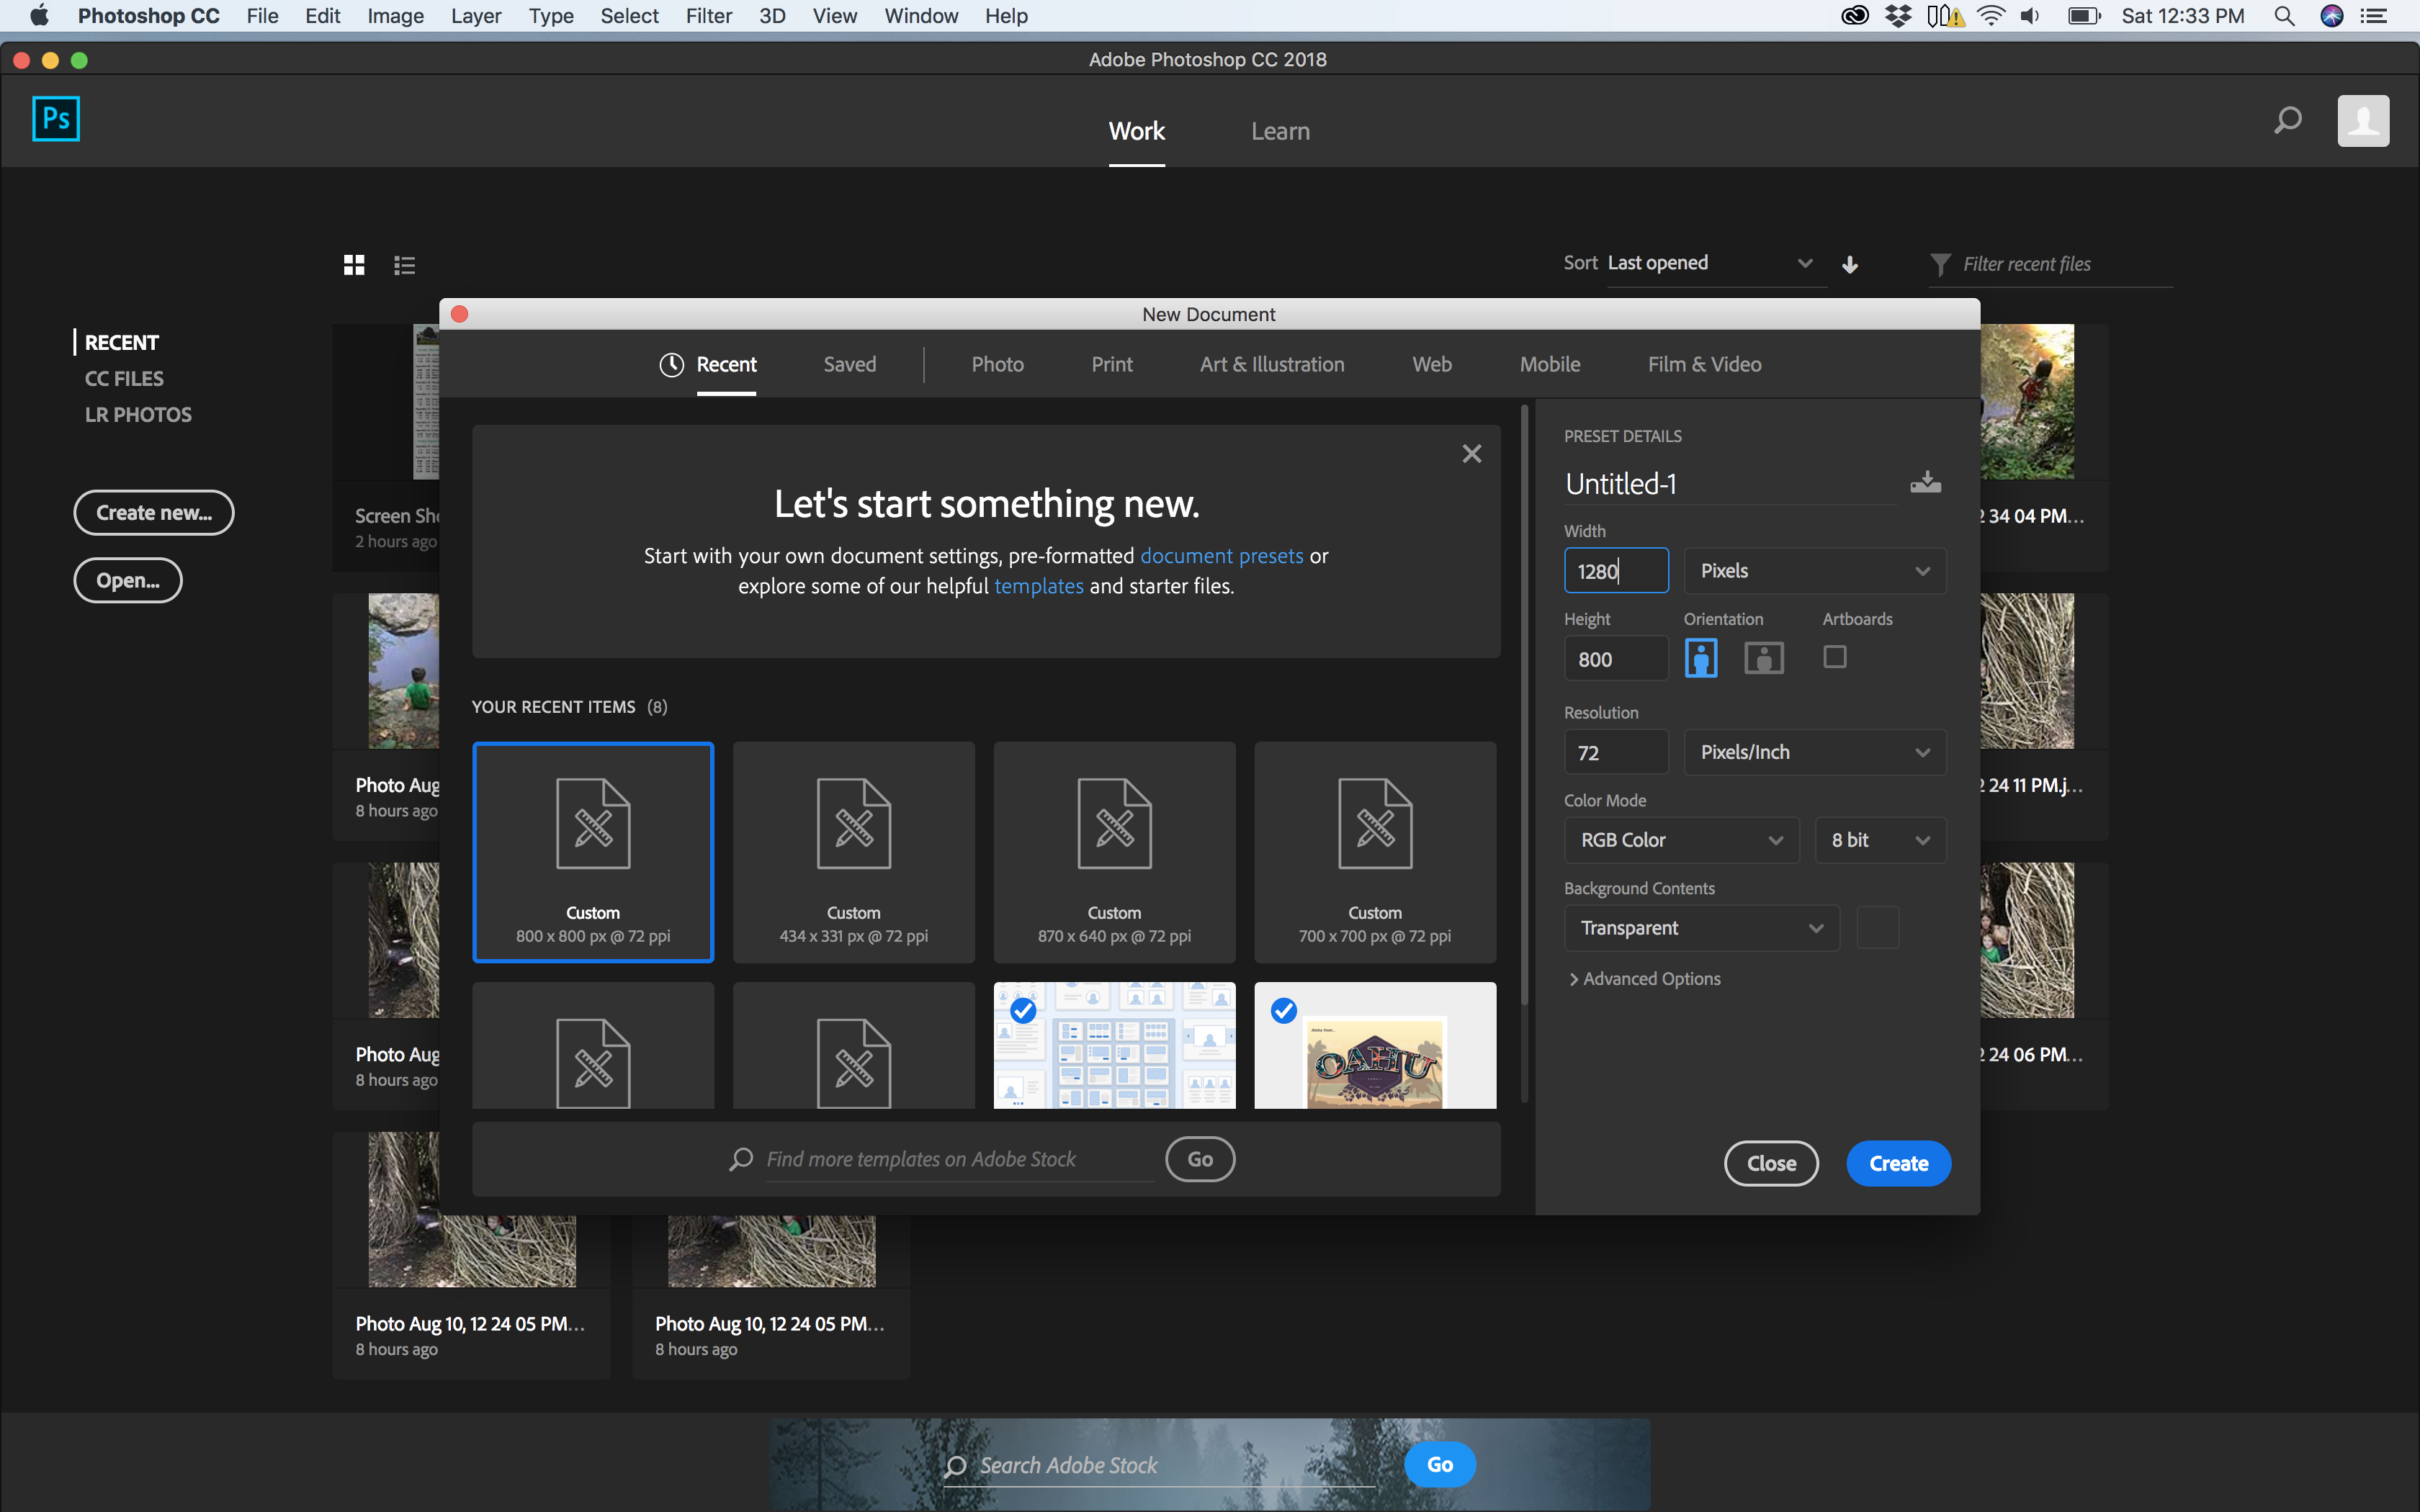 Photoshop CC File Edit Image Layer Type Select Filter 3D View Window Help Sat 12:33 PM
Adobe Photoshop CC 2018
Ps
Work Learn
Sort Last opened Filter recent files
RECENT
CC FILES
LR PHOTOS
Create new...
Open...
New Document
Recent Saved Photo Print Art & Illustration Web Mobile Film & Video
Let's start something new.
Start with your own document settings, pre-formatted document presets or
explore some of our helpful templates and starter files.
YOUR RECENT ITEMS (8)
Custom
800 x 800 px @ 72 ppi
Custom
434 x 331 px @ 72 ppi
Custom
870 x 640 px @ 72 ppi
Custom
700 x 700 px @ 72 ppi
OAHU
Find more templates on Adobe Stock Go
PRESET DETAILS
Untitled-1
Width
1280 Pixels
Height Orientation Artboards
800
Resolution
72 Pixels/Inch
Color Mode
RGB Color 8 bit
Background Contents
Transparent
Advanced Options
Close Create
Screen Sh
2 hours ago
2 34 04 PM...
Photo Aug
8 hours ago
2 24 11 PM.j...
Photo Aug
8 hours ago
2 24 06 PM...
Photo Aug 10, 12 24 05 PM...
8 hours ago
Photo Aug 10, 12 24 05 PM...
8 hours ago
Search Adobe Stock Go